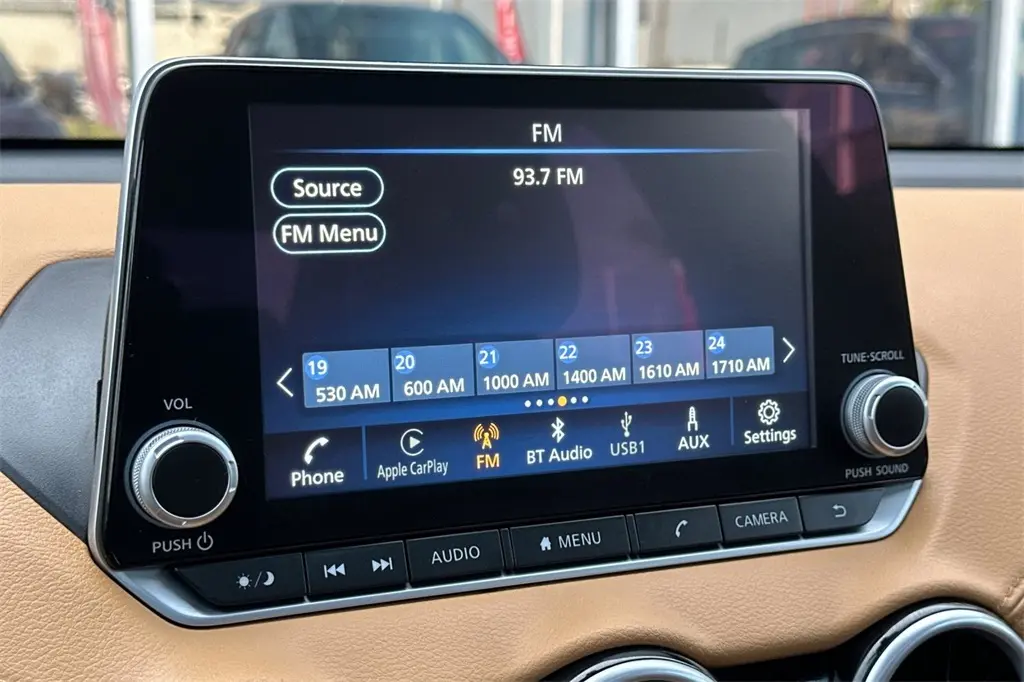 FM
93.7 FM
Source
FM Menu
19
530 AM
20
600 AM
21
1000 AM
22
1400 AM
23
1610 AM
24
1710 AM
Phone
Apple CarPlay
FM
BT Audio
USB1
AUX
Settings
VOL
PUSH
TUNE·SCROLL
PUSH SOUND
AUDIO
MENU
CAMERA